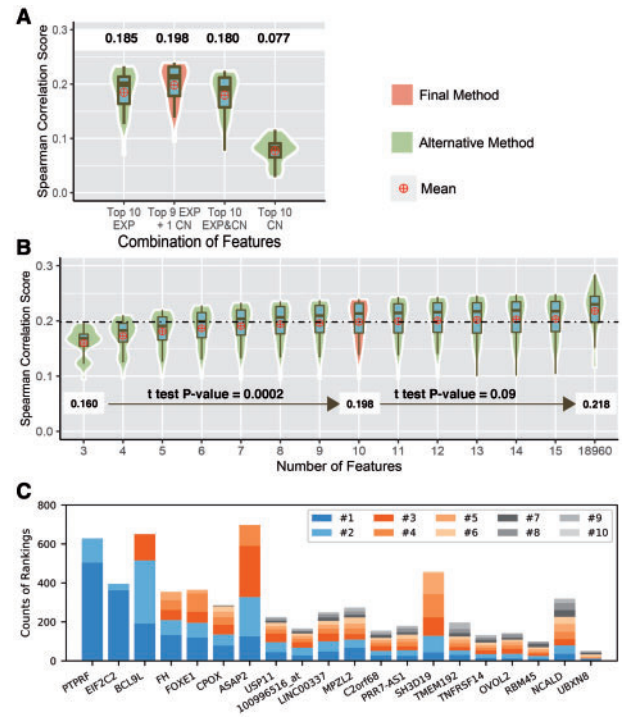 A
0.3
0.2
0.1
0.0
Spearman Correlation Score
0.185 0.198 0.180 0.077
Top 10 EXP
Top 9 EXP + 1 CN
Top 10 EXP&CN
Top 10 CN
Combination of Features
Final Method
Alternative Method
Mean
B
0.3
0.2
0.1
0.0
Spearman Correlation Score
t test P-value = 0.0002
t test P-value = 0.09
0.160
0.198
0.218
3 4 5 6 7 8 9 10 11 12 13 14 15 18960
Number of Features
C
800
600
400
200
0
Counts of Rankings
#1 #3 #5 #7 #9
#2 #4 #6 #8 #10
PTPRF
EIF2C2
BCL9L
FH
FOXE1
CPOX
ASAP2
USP11
100996516_at
LINC00337
MPZL2
C2orf68
PRR7-AS1
SH3D19
TMEM192
TNFRSF14
OVOL2
RBM45
NCALD
UBXN8